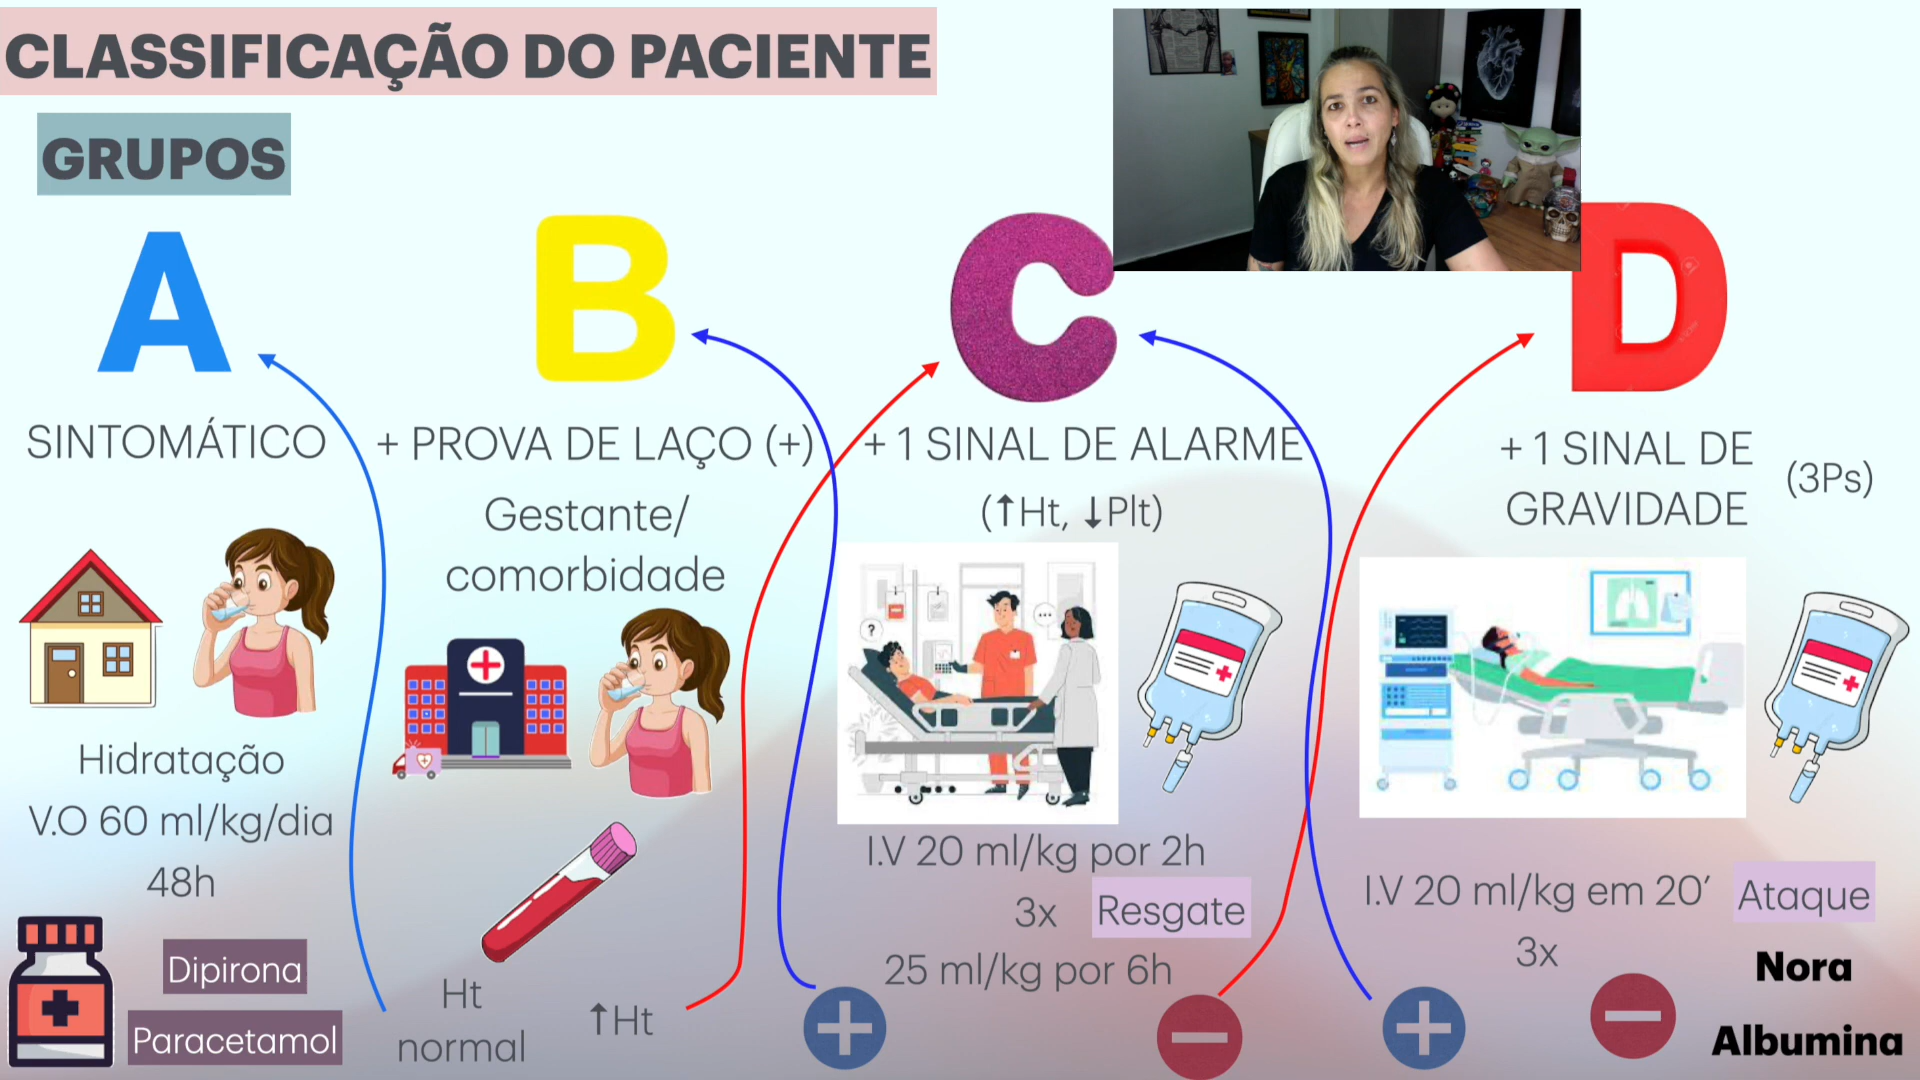 CLASSIFICAÇÃO DO PACIENTE
GRUPOS
A
SINTOMÁTICO
Hidratação
V.O 60 ml/kg/dia
48h
Dipirona
Paracetamol
B
+ PROVA DE LAÇO (+)
Gestante/
comorbidade
Ht
normal
↑Ht
C
+ 1 SINAL DE ALARME
(↑Ht, ↓Plt)
?
...
I.V 20 ml/kg por 2h
3x Resgate
25 ml/kg por 6h
D
+ 1 SINAL DE
GRAVIDADE
(3Ps)
I.V 20 ml/kg em 20’ Ataque
3x
Nora
Albumina